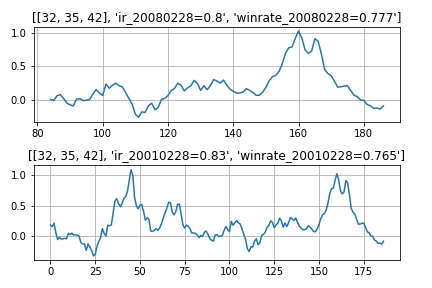 [[32, 35, 42], 'ir_20080228=0.8', 'winrate_20080228=0.777']
1.0
0.5
0.0
80 100 120 140 160 180
[[32, 35, 42], 'ir_20010228=0.83', 'winrate_20010228=0.765']
1.0
0.5
0.0
0 25 50 75 100 125 150 175